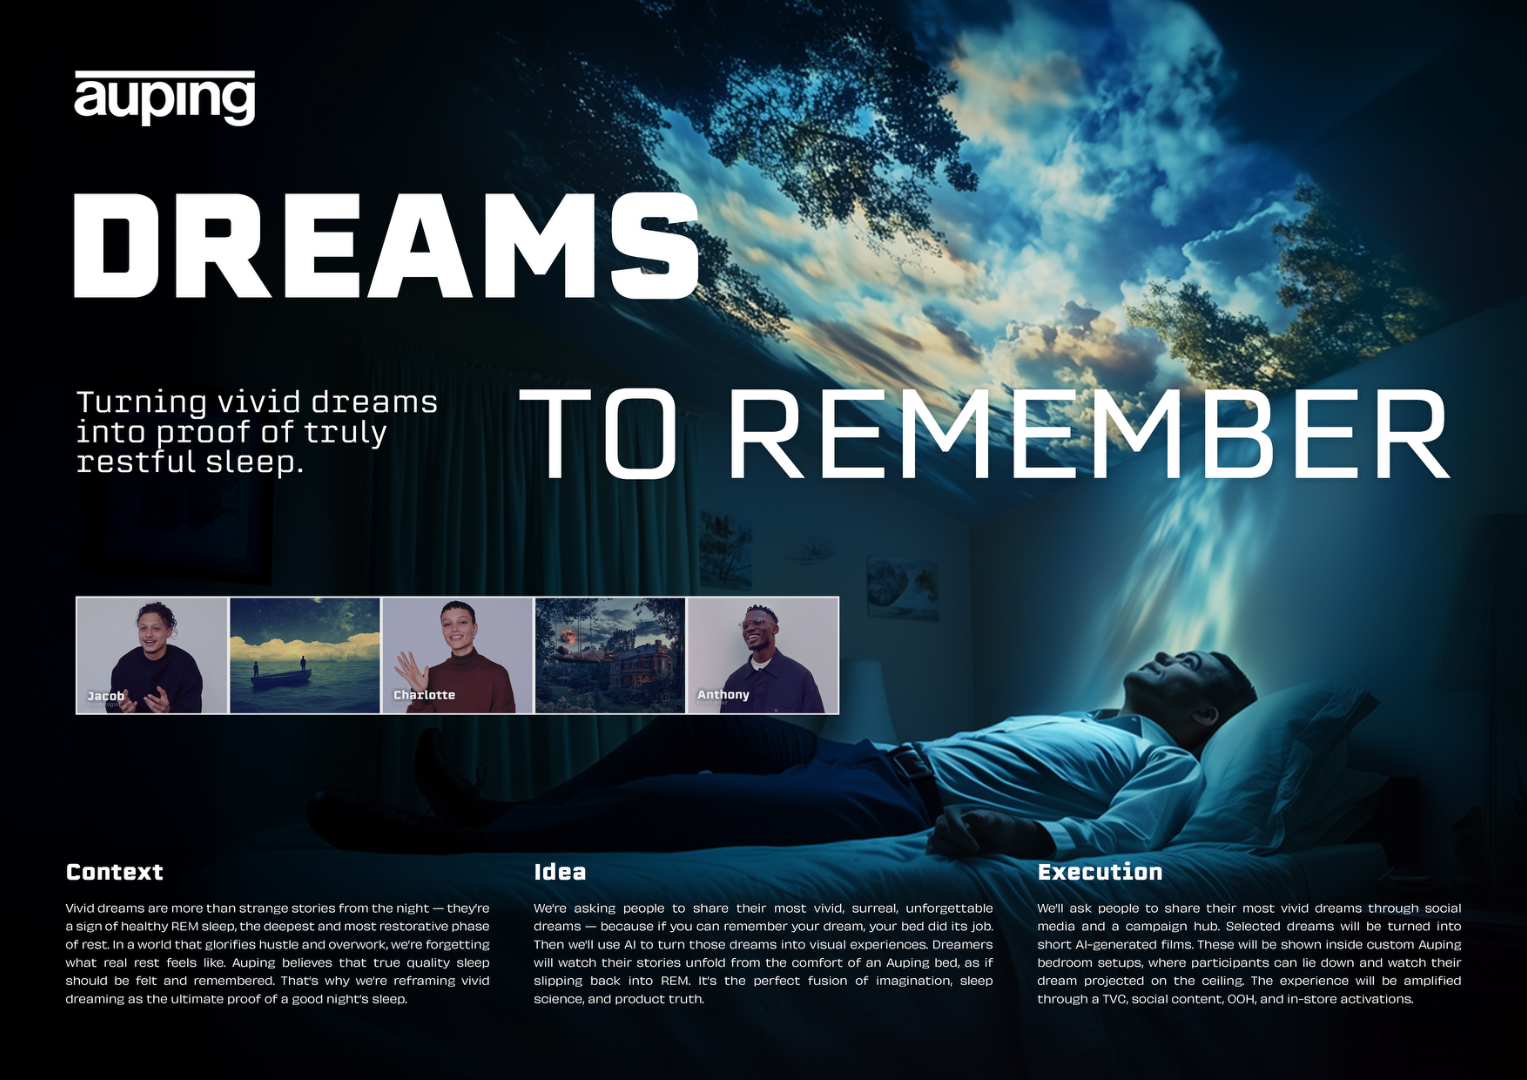 auping
DREAMS
Turning vivid dreams
into proof of truly
restful sleep.
TO REMEMBER
Jacob
Charlotte
Anthony
Context
Vivid dreams are more than strange stories from the night — they're
a sign of healthy REM sleep, the deepest and most restorative phase
of rest. In a world that glorifies hustle and overwork, we're forgetting
what real rest feels like. Auping believes that true quality sleep
should be felt and remembered. That's why we're reframing vivid
dreaming as the ultimate proof of a good night's sleep.
Idea
We're asking people to share their most vivid, surreal, unforgettable
dreams — because if you can remember your dream, your bed did its job.
Then we'll use AI to turn those dreams into visual experiences. Dreamers
will watch their stories unfold from the comfort of an Auping bed, as if
slipping back into REM. It's the perfect fusion of imagination, sleep
science, and product truth.
Execution
We'll ask people to share their most vivid dreams through social
media and a campaign hub. Selected dreams will be turned into
short AI-generated films. These will be shown inside custom Auping
bedroom setups, where participants can lie down and watch their
dream projected on the ceiling. The experience will be amplified
through a TVC, social content, OOH, and in-store activations.